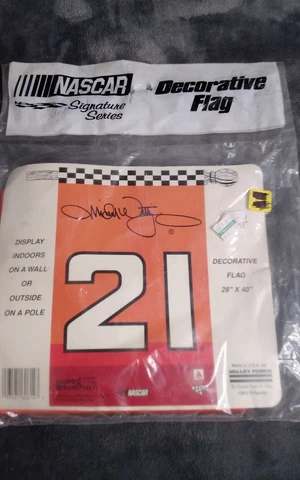 NASCAR
Signature
Series
Decorative
Flag
®
DISPLAY
INDOORS
ON A WALL
OR
OUTSIDE
ON A POLE
21
DECORATIVE
FLAG
28" X 40"
NASCAR
VALLEY FORGE